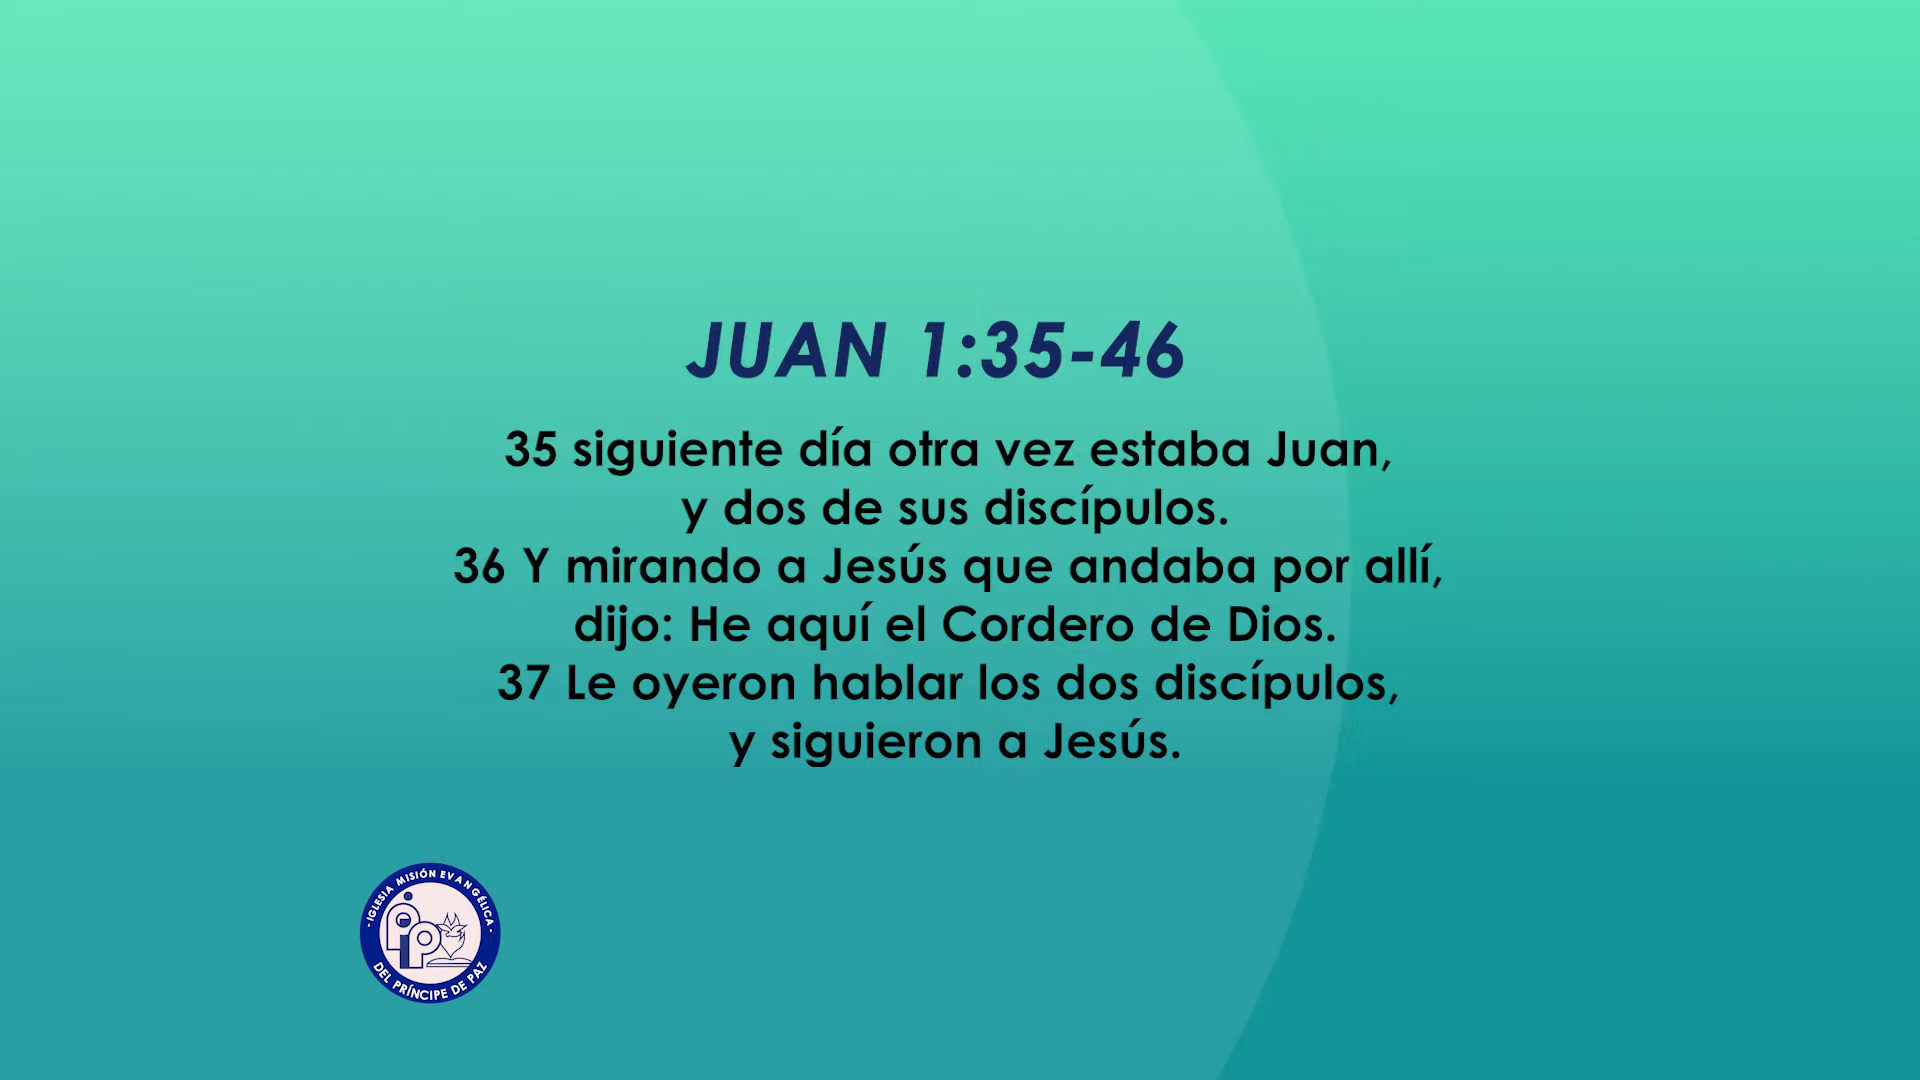 JUAN 1:35-46
35 siguiente día otra vez estaba Juan,
y dos de sus discípulos.
36 Y mirando a Jesús que andaba por allí,
dijo: He aquí el Cordero de Dios.
37 Le oyeron hablar los dos discípulos,
y siguieron a Jesús.
· IGLESIA MISIÓN EVANGÉLICA ·
DEL PRÍNCIPE DE PAZ